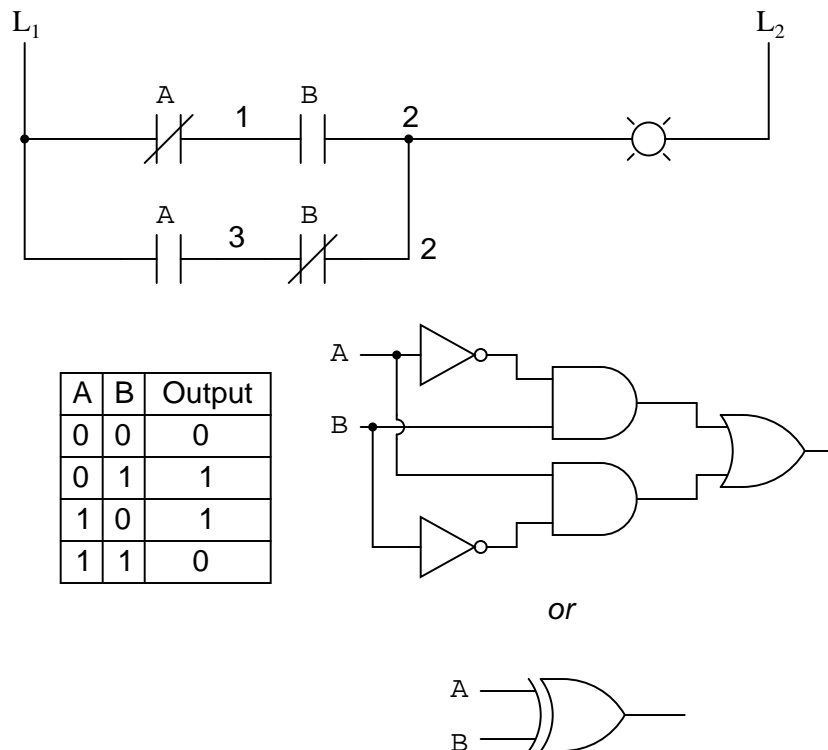 L1 L2
A 1 B 2
A 3 B 2
A
B
A B Output
0 0 0
0 1 1
1 0 1
1 1 0
or
A
B